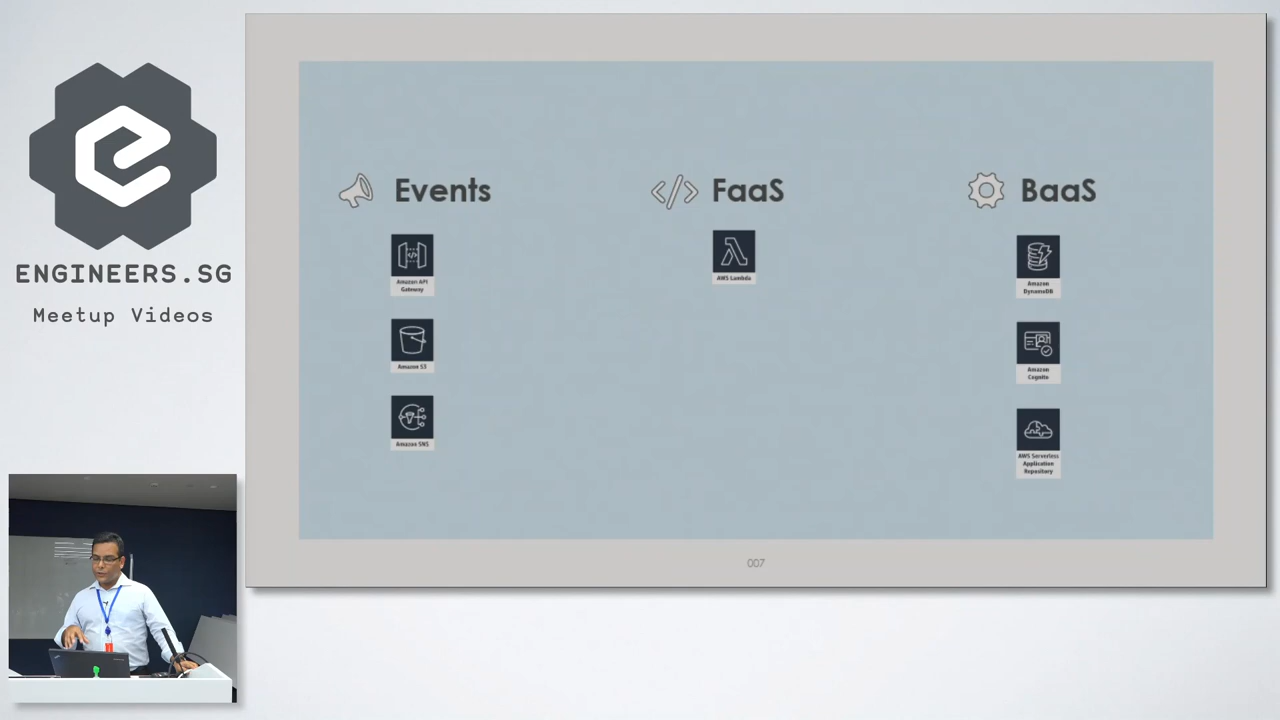 ENGINEERS.SG
Meetup Videos
Events
Amazon API
Gateway
Amazon S3
Amazon SNS
FaaS
AWS Lambda
BaaS
Amazon
DynamoDB
Amazon
Cognito
AWS Serverless
Application
Repository
007